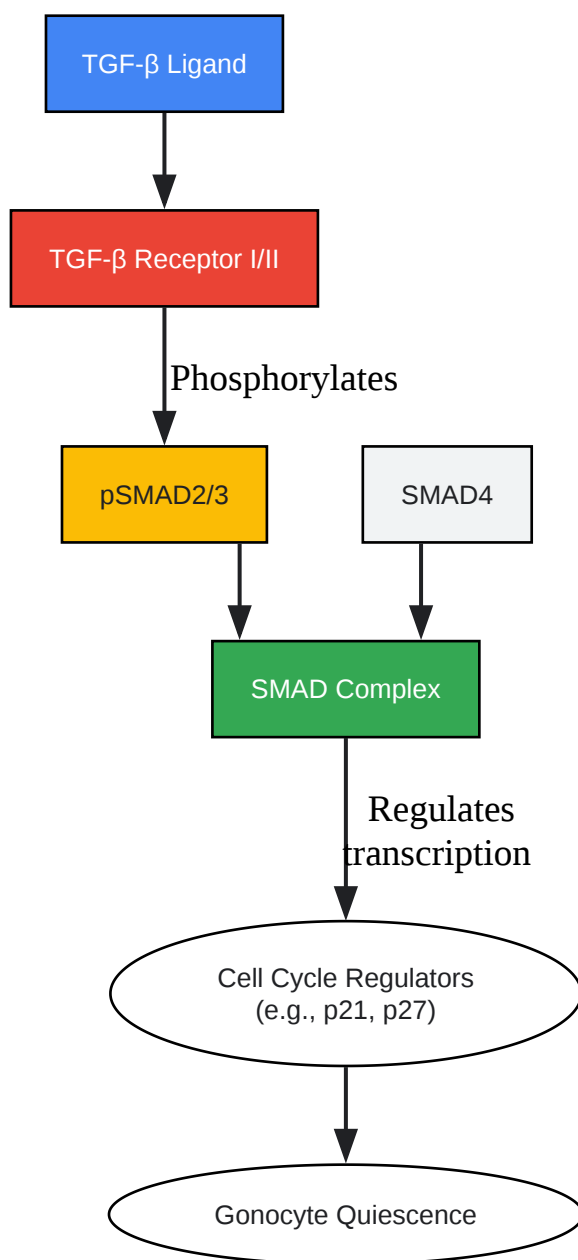 TGF-β Ligand
TGF-β Receptor I/II
Phosphorylates
pSMAD2/3
SMAD4
SMAD Complex
Regulates
transcription
Cell Cycle Regulators
(e.g., p21, p27)
Gonocyte Quiescence